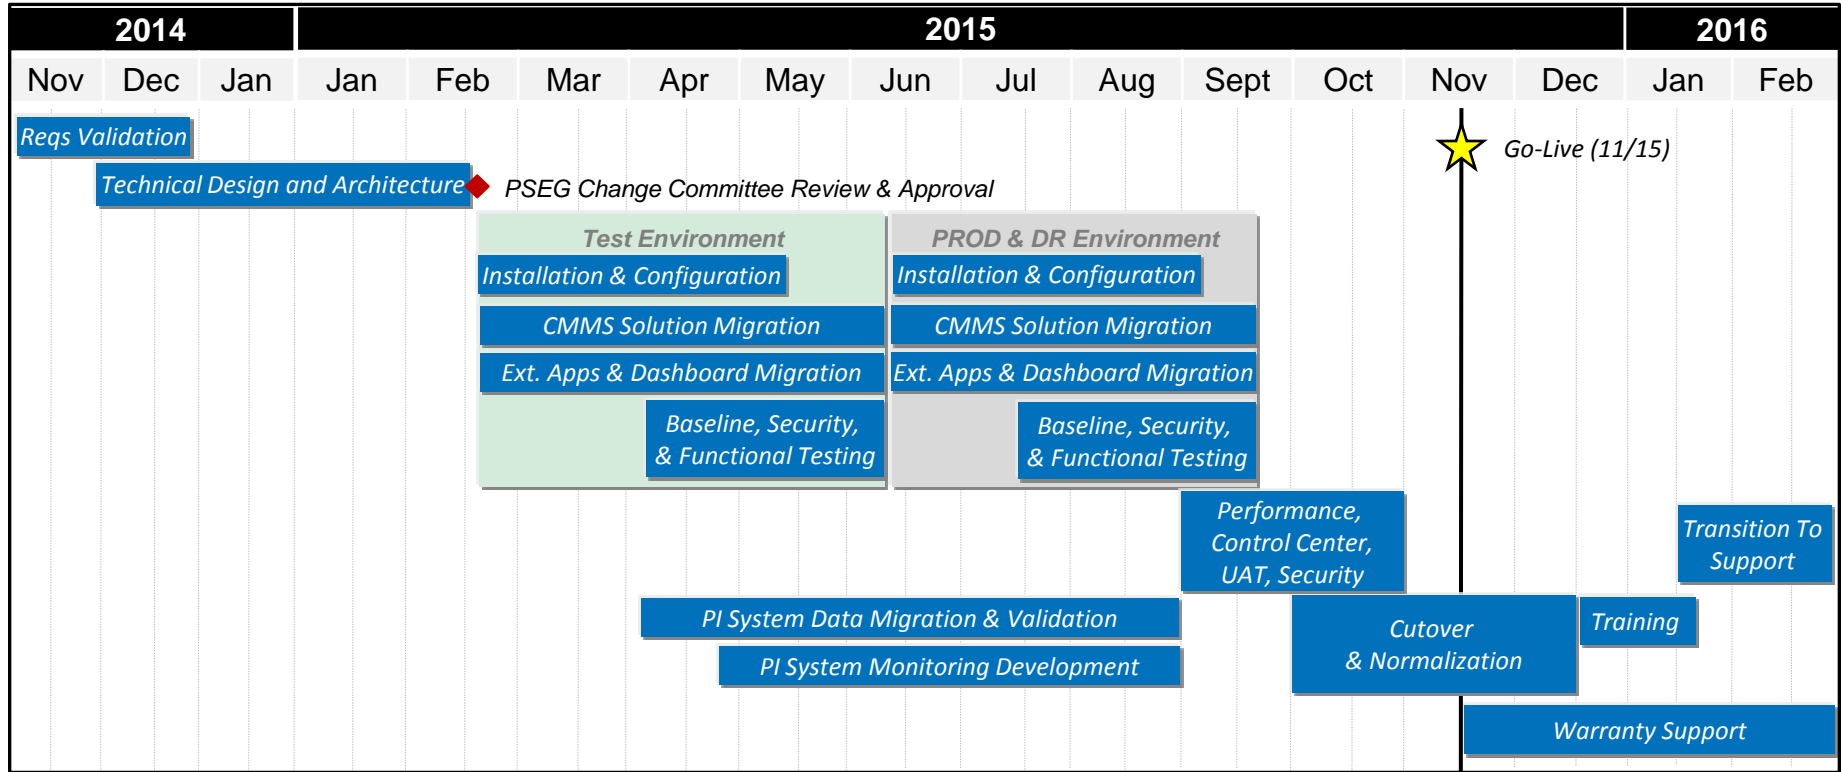 2014 2015 2016
Nov Dec Jan Jan Feb Mar Apr May Jun Jul Aug Sept Oct Nov Dec Jan Feb
Reqs Validation
Go-Live (11/15)
Technical Design and Architecture
PSEG Change Committee Review & Approval
Test Environment
PROD & DR Environment
Installation & Configuration
Installation & Configuration
CMMS Solution Migration
CMMS Solution Migration
Ext. Apps & Dashboard Migration
Ext. Apps & Dashboard Migration
Baseline, Security,
& Functional Testing
Baseline, Security,
& Functional Testing
Performance,
Control Center,
UAT, Security
Transition To
Support
PI System Data Migration & Validation
Cutover
& Normalization
Training
PI System Monitoring Development
Warranty Support